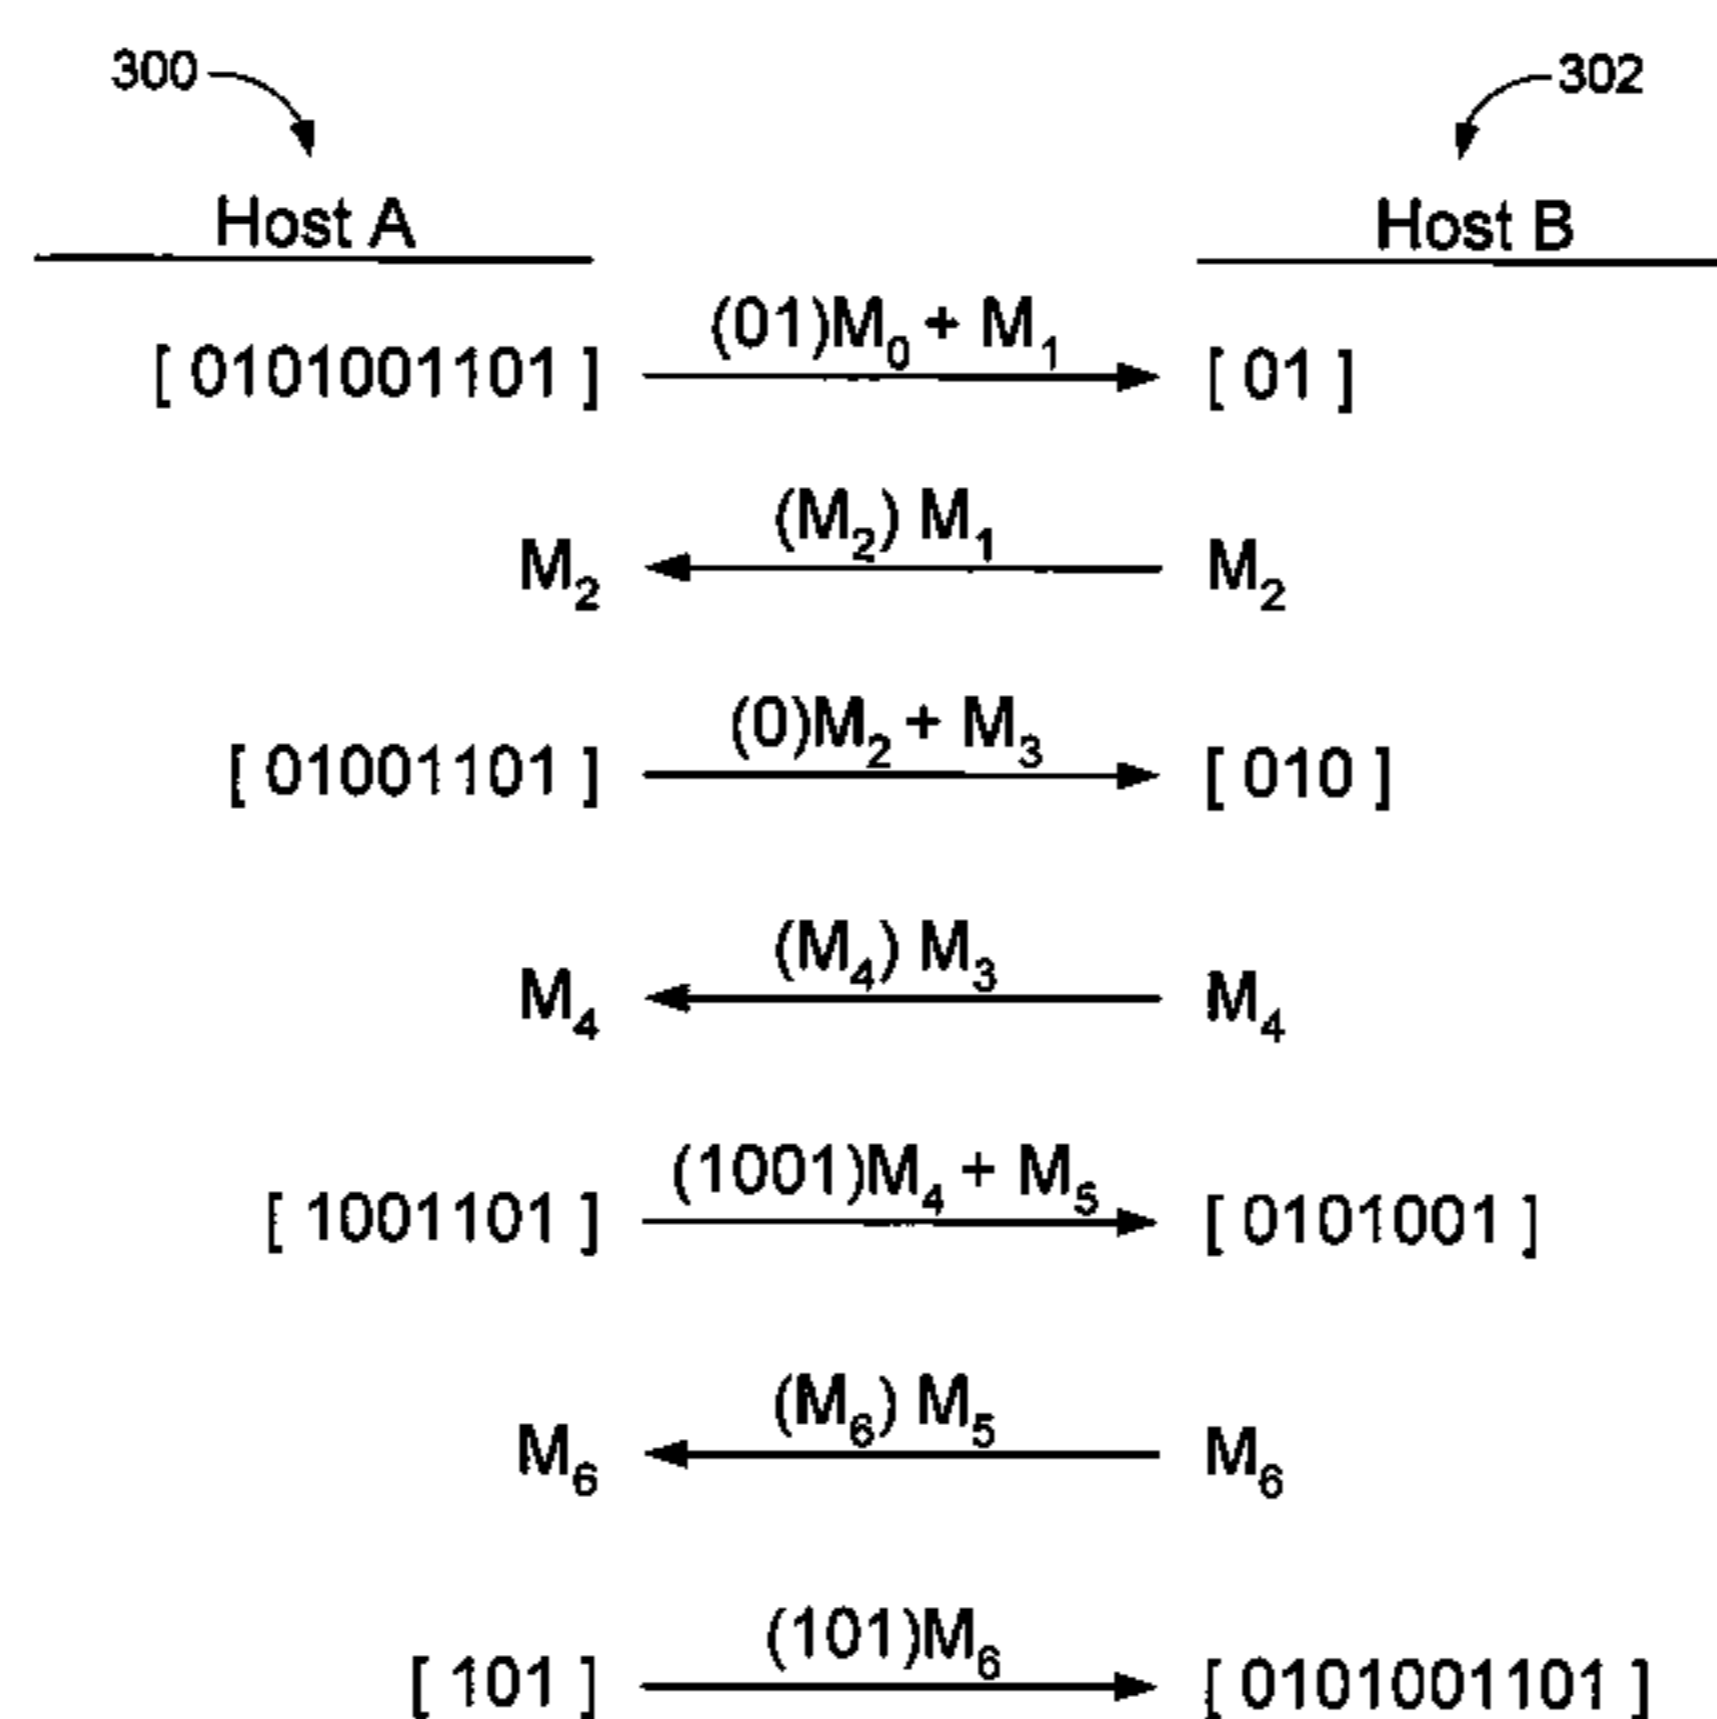 300 302
Host A Host B
(01)M₀ + M₁
[ 0101001101 ] [ 01 ]
(M₂) M₁
M₂ M₂
(0)M₂ + M₃
[ 01001101 ] [ 010 ]
(M₄) M₃
M₄ M₄
(1001)M₄ + M₅
[ 1001101 ] [ 0101001 ]
(M₆) M₅
M₆ M₆
(101)M₆
[ 101 ] [ 0101001101 ]